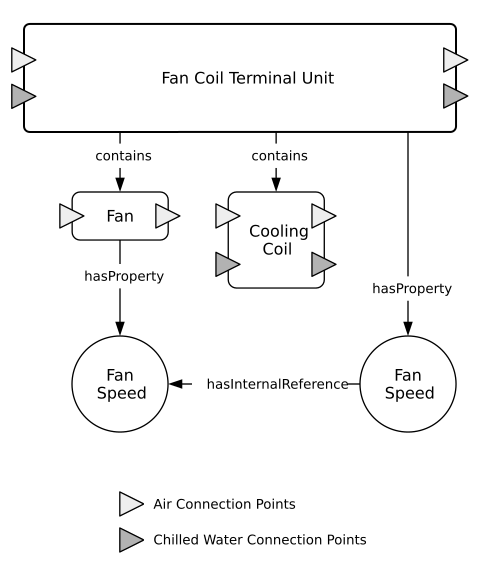 Fan Coil Terminal Unit
contains
contains
Fan
Cooling
Coil
hasProperty
hasProperty
Fan
Speed
hasInternalReference
Fan
Speed
Air Connection Points
Chilled Water Connection Points